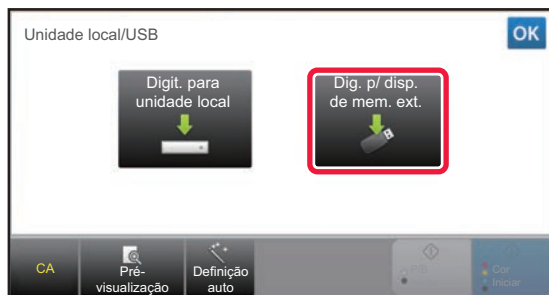 Unidade local/USB
OK
Digit. para
unidade local
Dig. p/ disp.
de mem. ext.
CA
Pré-
visualização
Definição
auto
P/B
Cor
Iniciar